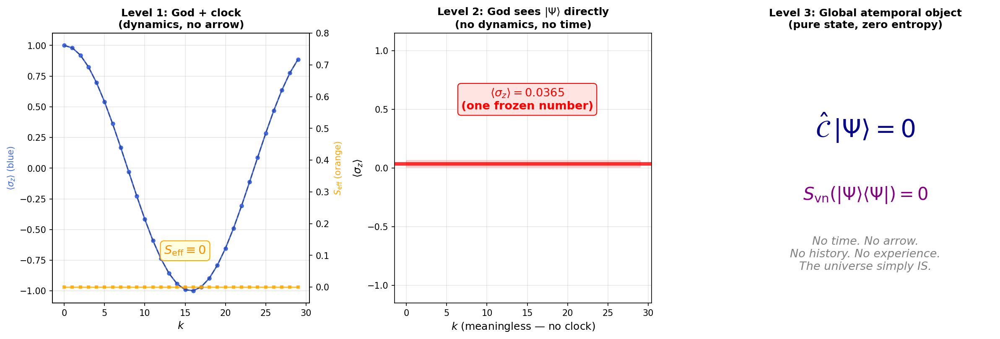 Level 1: God + clock
(dynamics, no arrow)
1.00
0.75
0.50
0.25
0.00
−0.25
−0.50
−0.75
−1.00
⟨σz⟩ (blue)
0.8
0.7
0.6
0.5
0.4
0.3
0.2
0.1
0.0
Seff (orange)
Seff ≡ 0
0 5 10 15 20 25 30
k
Level 2: God sees |Ψ⟩ directly
(no dynamics, no time)
1.0
0.5
0.0
−0.5
−1.0
⟨σz⟩
⟨σz⟩ = 0.0365
(one frozen number)
0 5 10 15 20 25 30
k (meaningless — no clock)
Level 3: Global atemporal object
(pure state, zero entropy)
𝒞̂ |Ψ⟩ = 0
Svn(|Ψ⟩⟨Ψ|) = 0
No time. No arrow.
No history. No experience.
The universe simply IS.